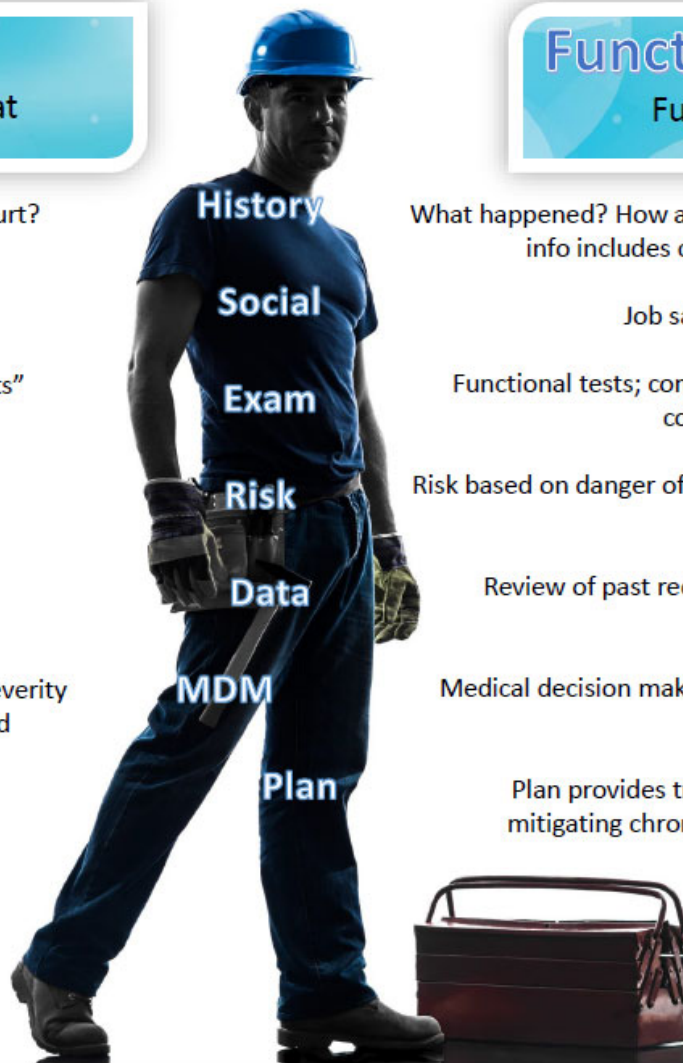 at
urt?
ts”
everity
d
History
Social
Exam
Risk
Data
MDM
Plan
Funct
Fu
What happened? How a
info includes
Job sa
Functional tests; con
co
Risk based on danger of
Review of past rec
Medical decision mak
Plan provides t
mitigating chron